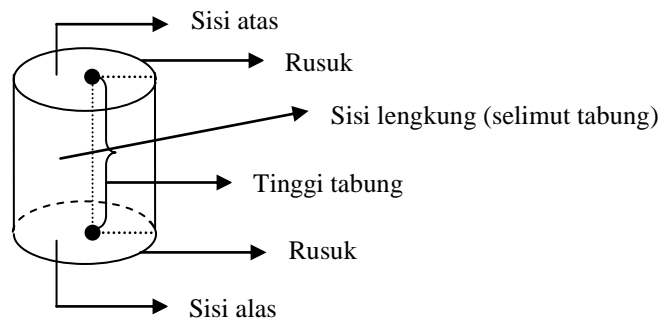 Sisi atas
Rusuk
Sisi lengkung (selimut tabung)
Tinggi tabung
Rusuk
Sisi alas